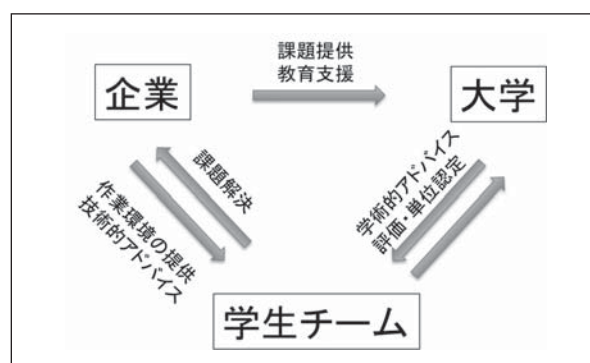 課題提供
教育支援
企業
大学
課題解決
作業環境の提供
技術的アドバイス
学術的アドバイス
評価・単位認定
学生チーム